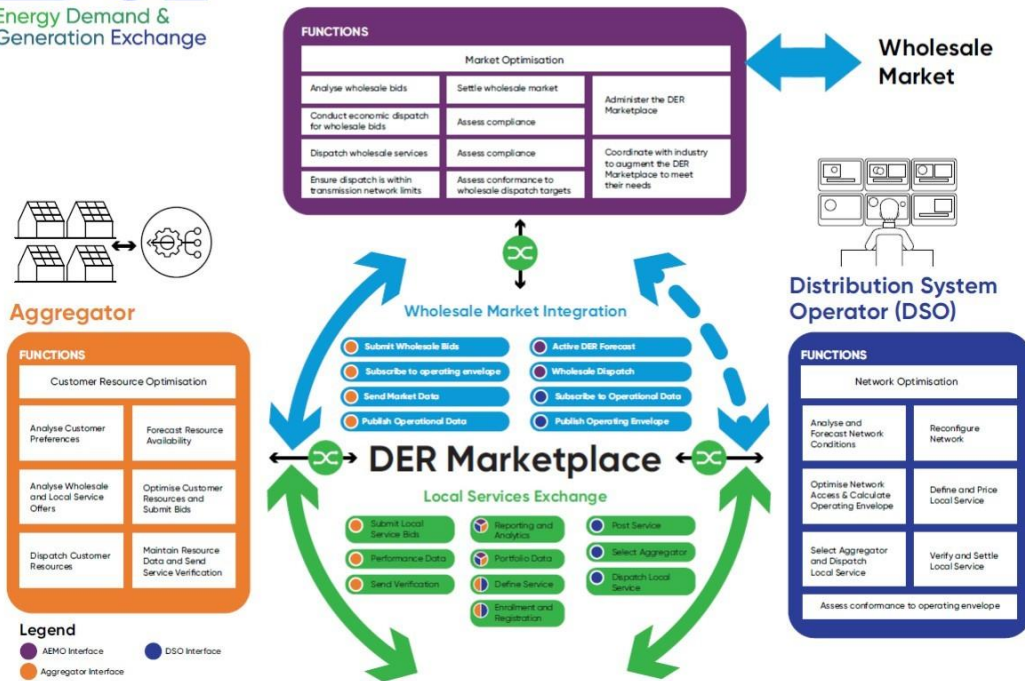 Energy Demand &
Generation Exchange
FUNCTIONS
Market Optimisation
Analyse wholesale bids
Settle wholesale market
Administer the DER
Marketplace
Conduct economic dispatch
for wholesale bids
Assess compliance
Dispatch wholesale services
Assess compliance
Coordinate with industry
to augment the DER
Marketplace to meet
their needs
Ensure dispatch is within
transmission network limits
Assess conformance to
wholesale dispatch targets
Wholesale
Market
Aggregator
FUNCTIONS
Customer Resource Optimisation
Analyse Customer
Preferences
Forecast Resource
Availability
Analyse Wholesale
and Local Service
Offers
Optimise Customer
Resources and
Submit Bids
Dispatch Customer
Resources
Maintain Resource
Data and Send
Service Verification
Wholesale Market Integration
Submit Wholesale Bids
Active DER Forecast
Subscribe to operating envelope
Wholesale Dispatch
Send Market Data
Subscribe to Operational Data
Publish Operational Data
Publish Operating Envelope
DER Marketplace
Local Services Exchange
Submit Local
Service Bids
Reporting and
Analytics
Post Service
Performance Data
Portfolio Data
Select Aggregator
Send Verification
Define Service
Dispatch Local
Service
Enrollment and
Registration
Distribution System
Operator (DSO)
FUNCTIONS
Network Optimisation
Analyse and
Forecast Network
Conditions
Reconfigure
Network
Optimise Network
Access & Calculate
Operating Envelope
Define and Price
Local Service
Select Aggregator
and Dispatch
Local Service
Verify and Settle
Local Service
Assess conformance to operating envelope
Legend
AEMO Interface
DSO Interface
Aggregator Interface